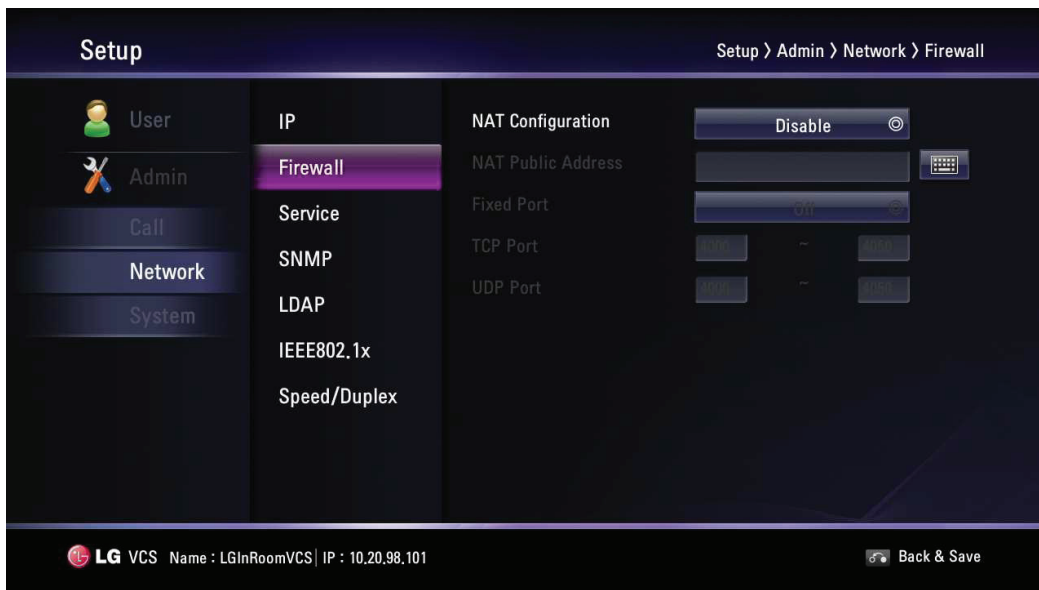 Setup
Setup > Admin > Network > Firewall
User
Admin
Call
Network
System
IP
Firewall
Service
SNMP
LDAP
IEEE802.1x
Speed/Duplex
NAT Configuration Disable
NAT Public Address
Fixed Port Off
TCP Port 4000 ~ 4050
UDP Port 4000 ~ 4050
LG VCS Name : LGInRoomVCS | IP : 10.20.98.101
Back & Save